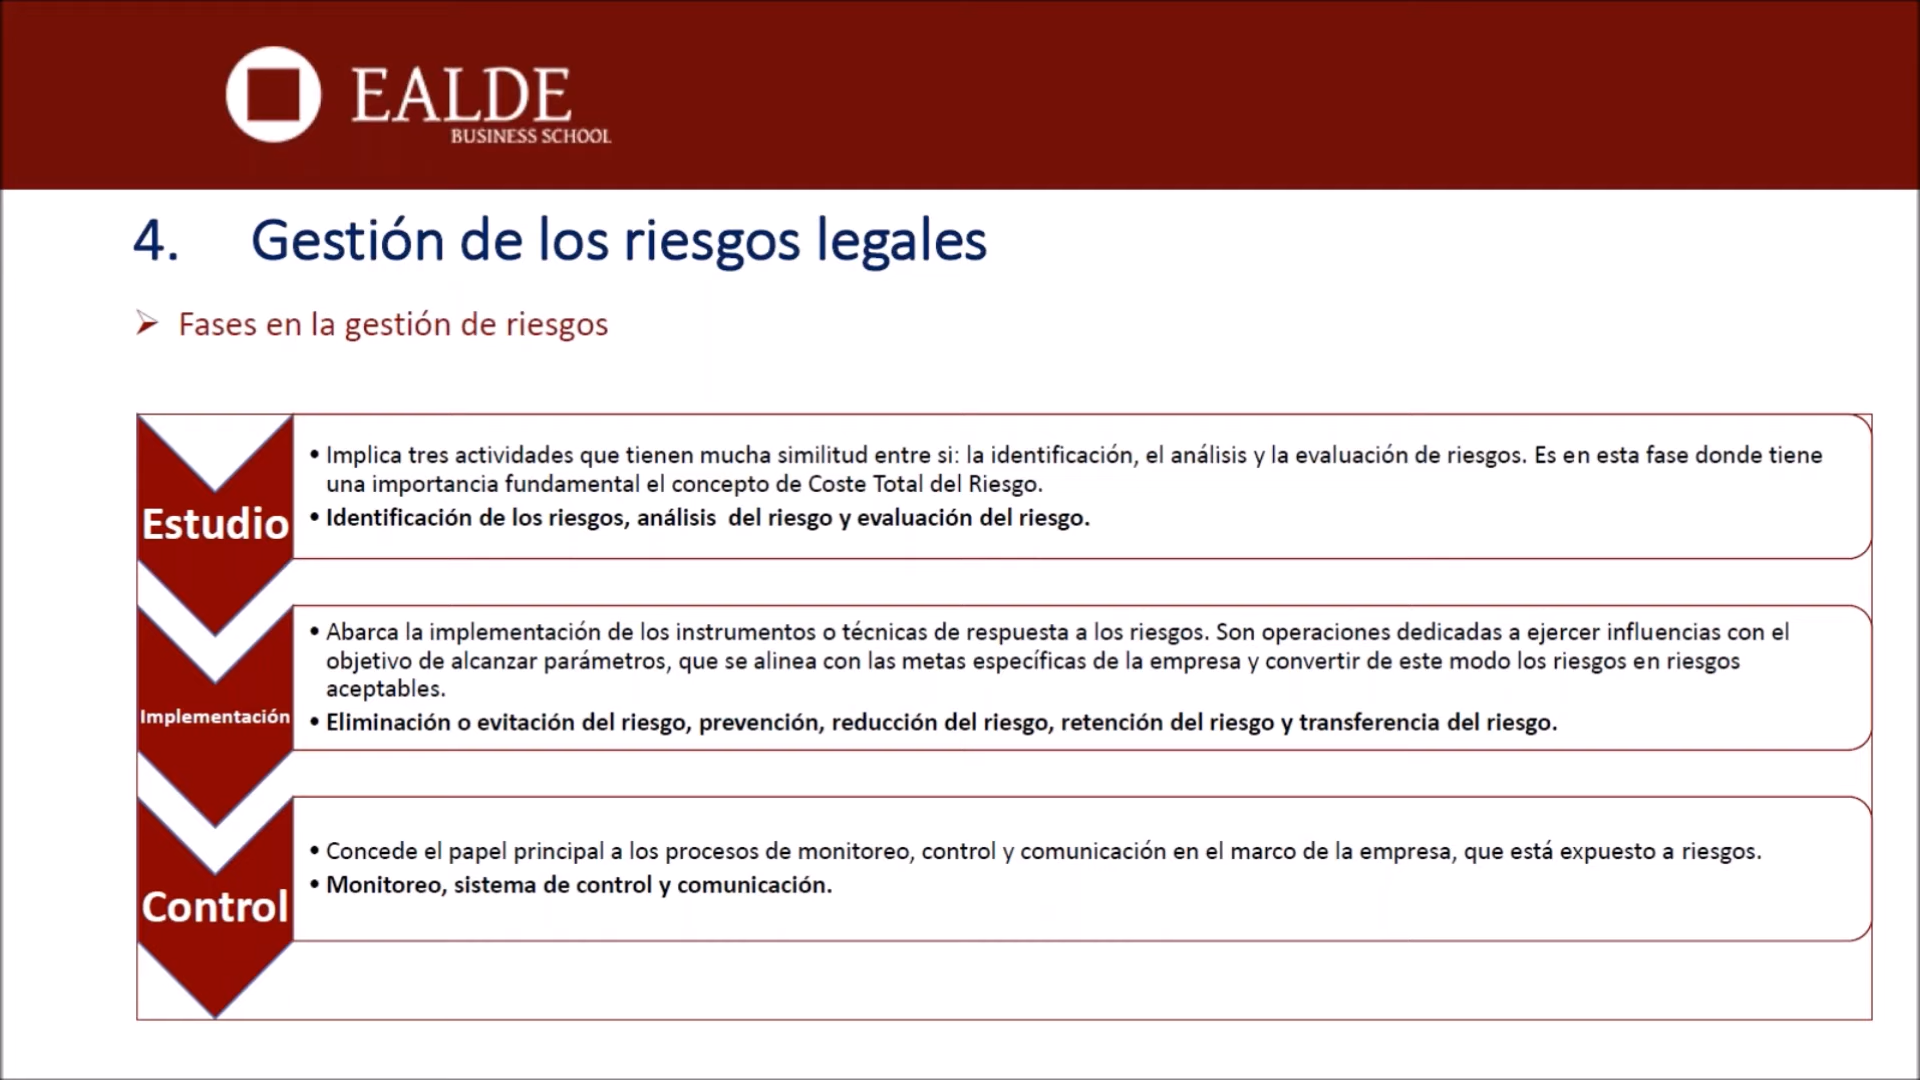 EALDE
BUSINESS SCHOOL
4. Gestión de los riesgos legales
Fases en la gestión de riesgos
Estudio
• Implica tres actividades que tienen mucha similitud entre si: la identificación, el análisis y la evaluación de riesgos. Es en esta fase donde tiene
una importancia fundamental el concepto de Coste Total del Riesgo.
• Identificación de los riesgos, análisis del riesgo y evaluación del riesgo.
Implementación
• Abarca la implementación de los instrumentos o técnicas de respuesta a los riesgos. Son operaciones dedicadas a ejercer influencias con el
objetivo de alcanzar parámetros, que se alinea con las metas específicas de la empresa y convertir de este modo los riesgos en riesgos
aceptables.
• Eliminación o evitación del riesgo, prevención, reducción del riesgo, retención del riesgo y transferencia del riesgo.
Control
• Concede el papel principal a los procesos de monitoreo, control y comunicación en el marco de la empresa, que está expuesto a riesgos.
• Monitoreo, sistema de control y comunicación.